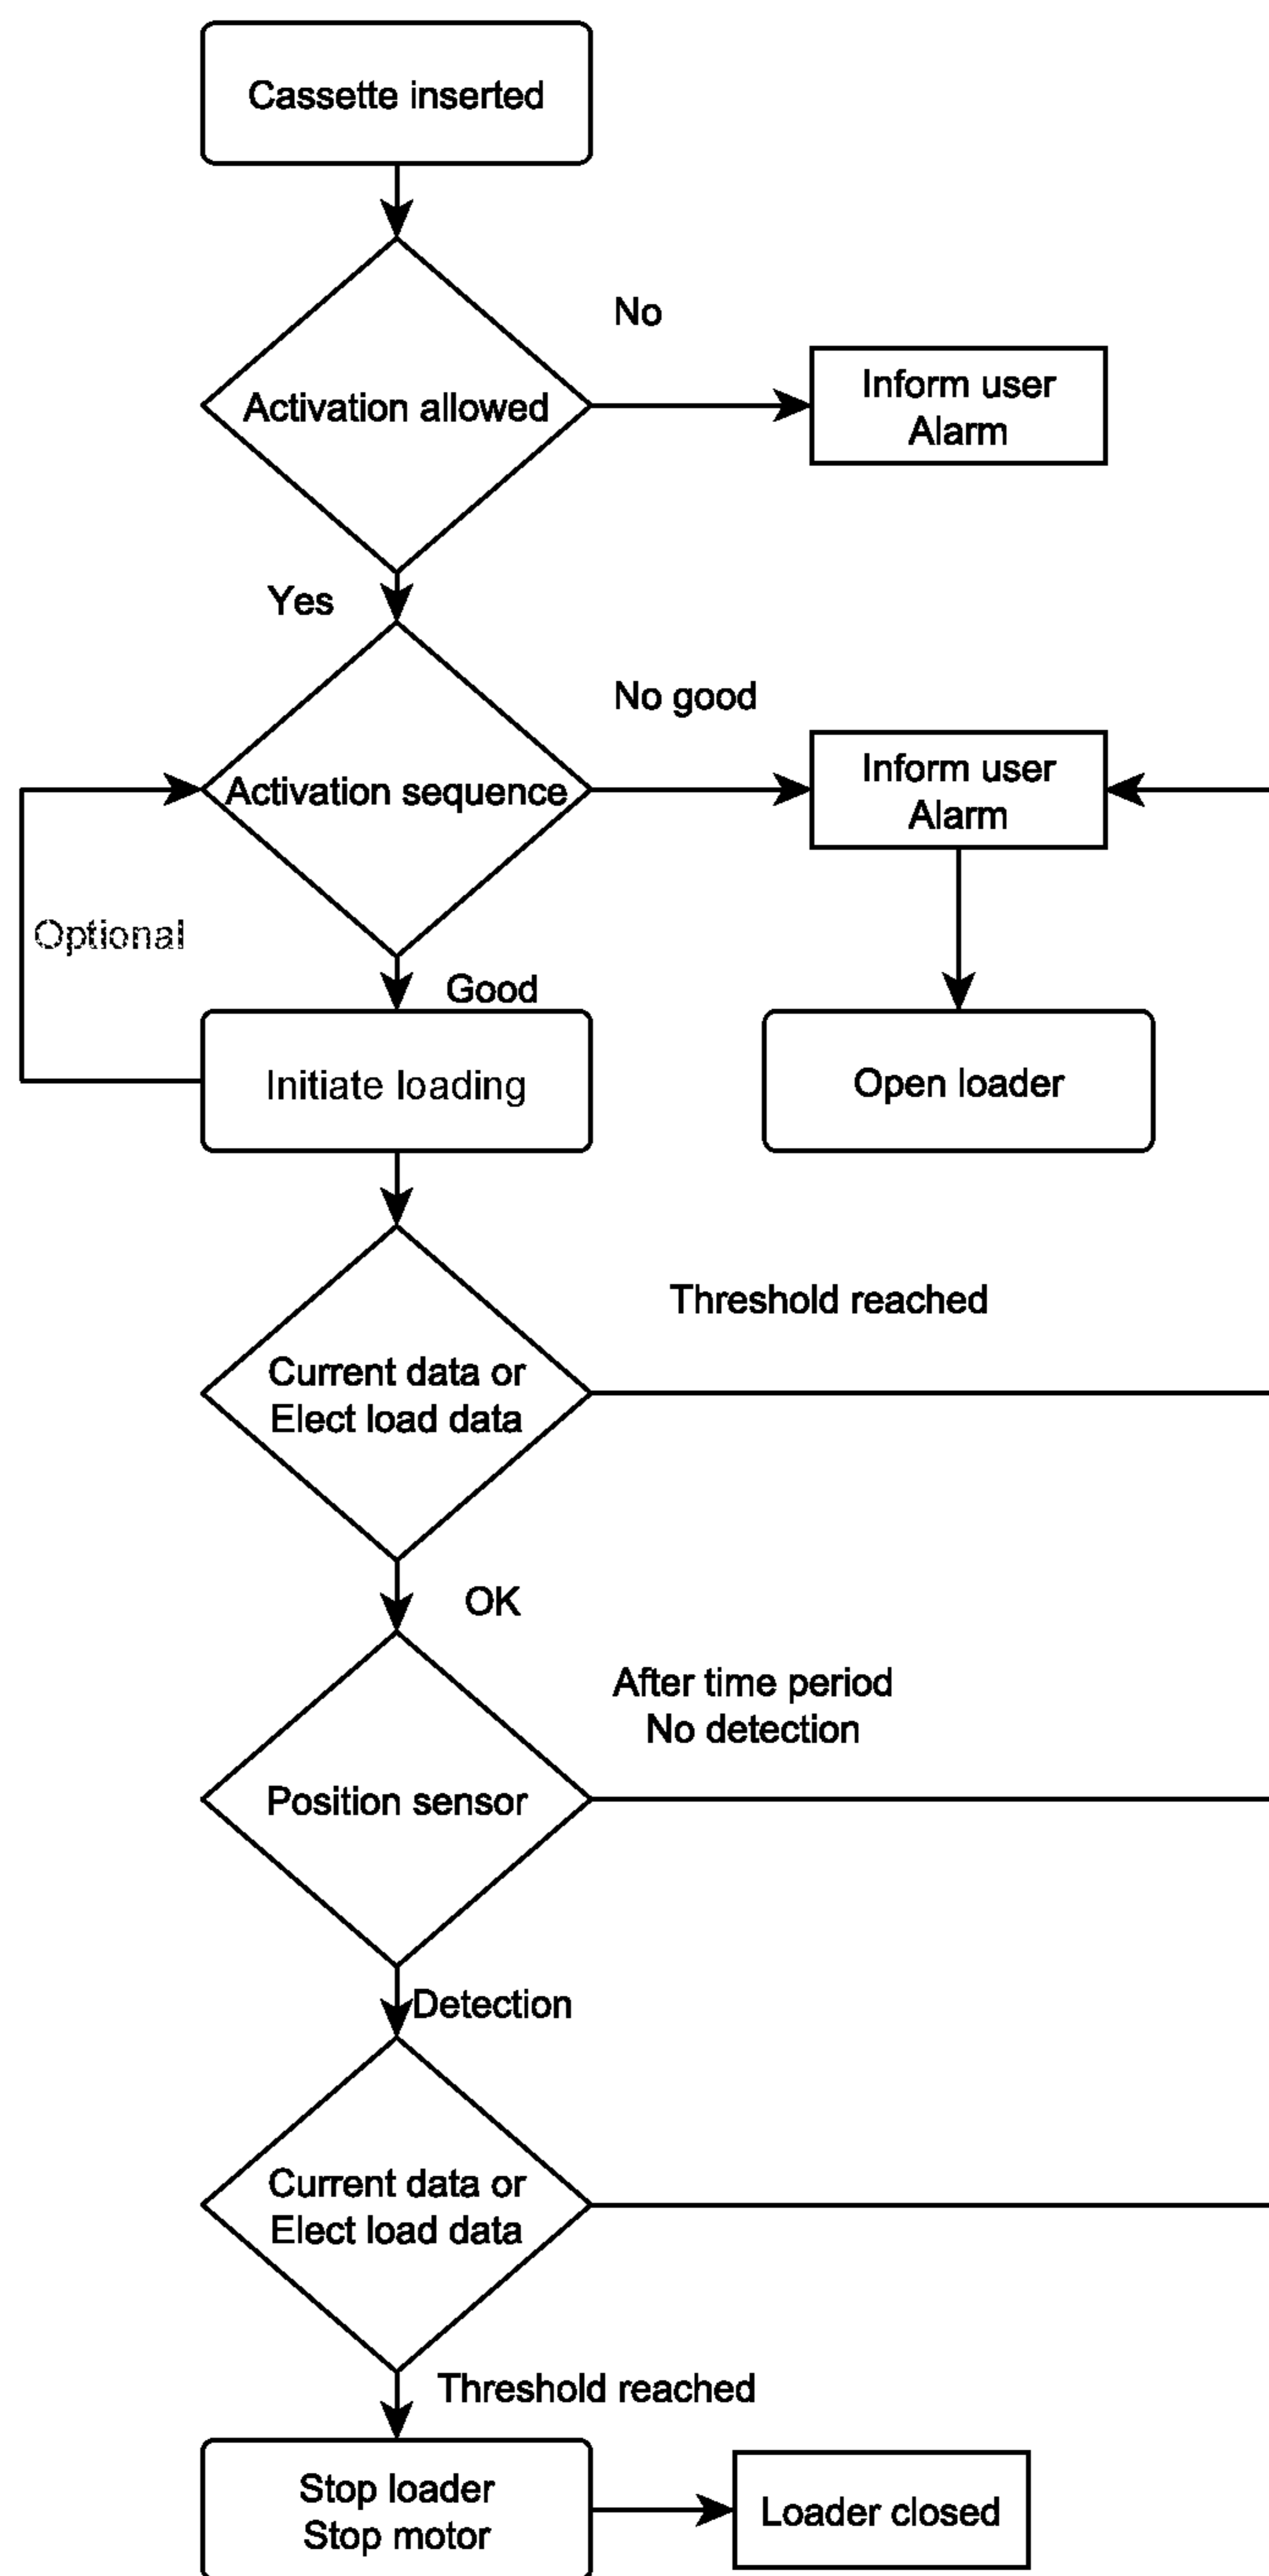 Cassette inserted
No
Activation allowed
Inform user
Alarm
Yes
No good
Activation sequence
Inform user
Alarm
Optional
Good
Initiate loading
Open loader
Threshold reached
Current data or
Elect load data
OK
After time period
No detection
Position sensor
Detection
Current data or
Elect load data
Threshold reached
Stop loader
Stop motor
Loader closed